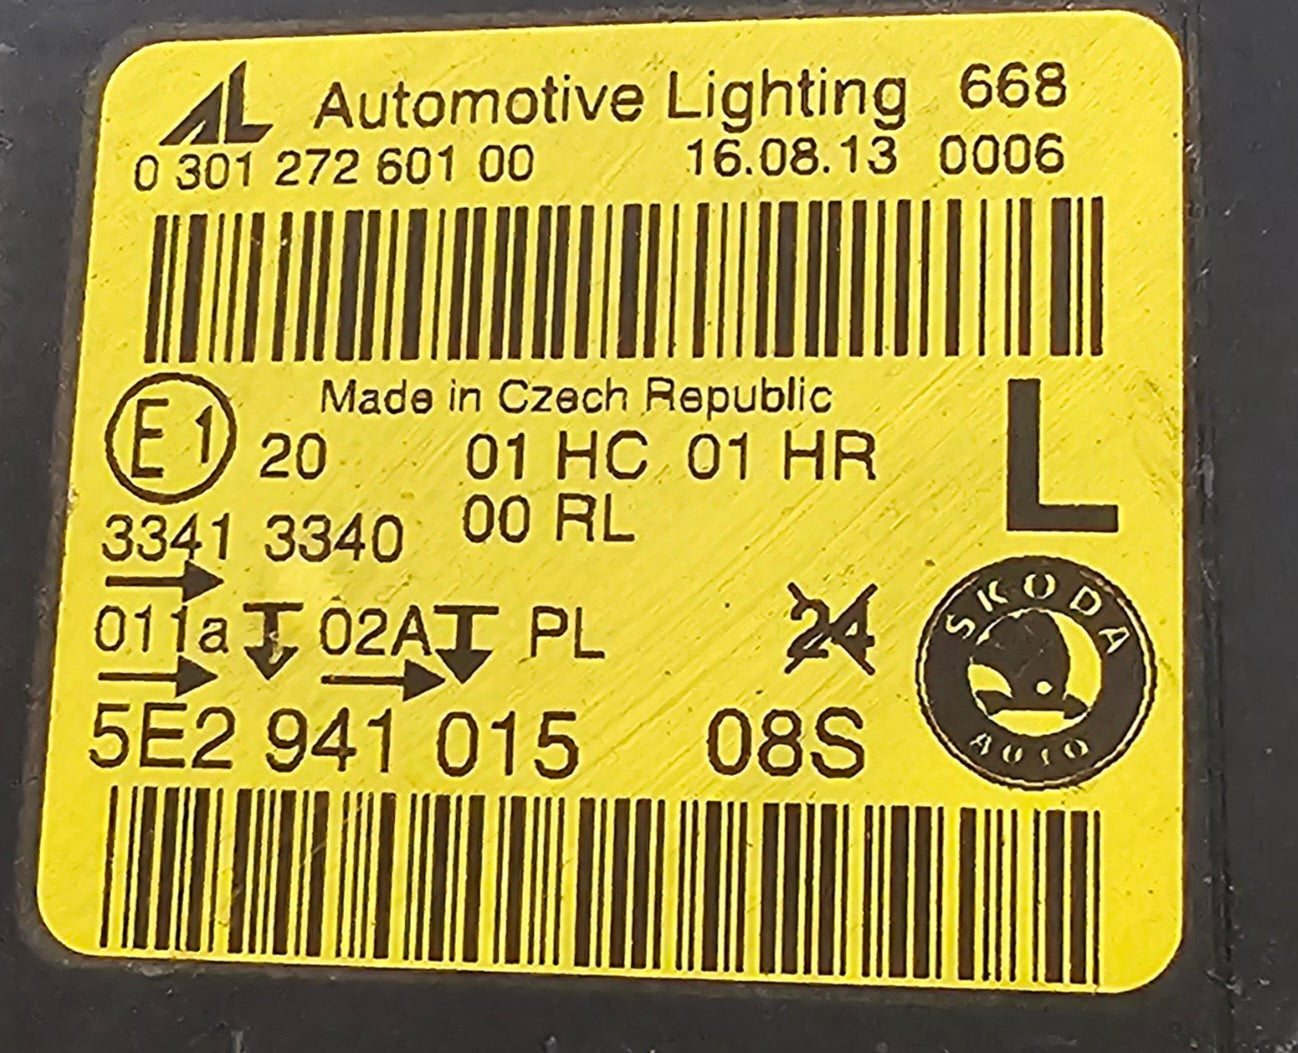 AL Automotive Lighting 668
0 301 272 601 00 16.08.13 0006
Made in Czech Republic
E1 20 01 HC 01 HR L
3341 3340 00 RL
011a 02A PL 24
5E2 941 015 08S
SKODA
AUTO